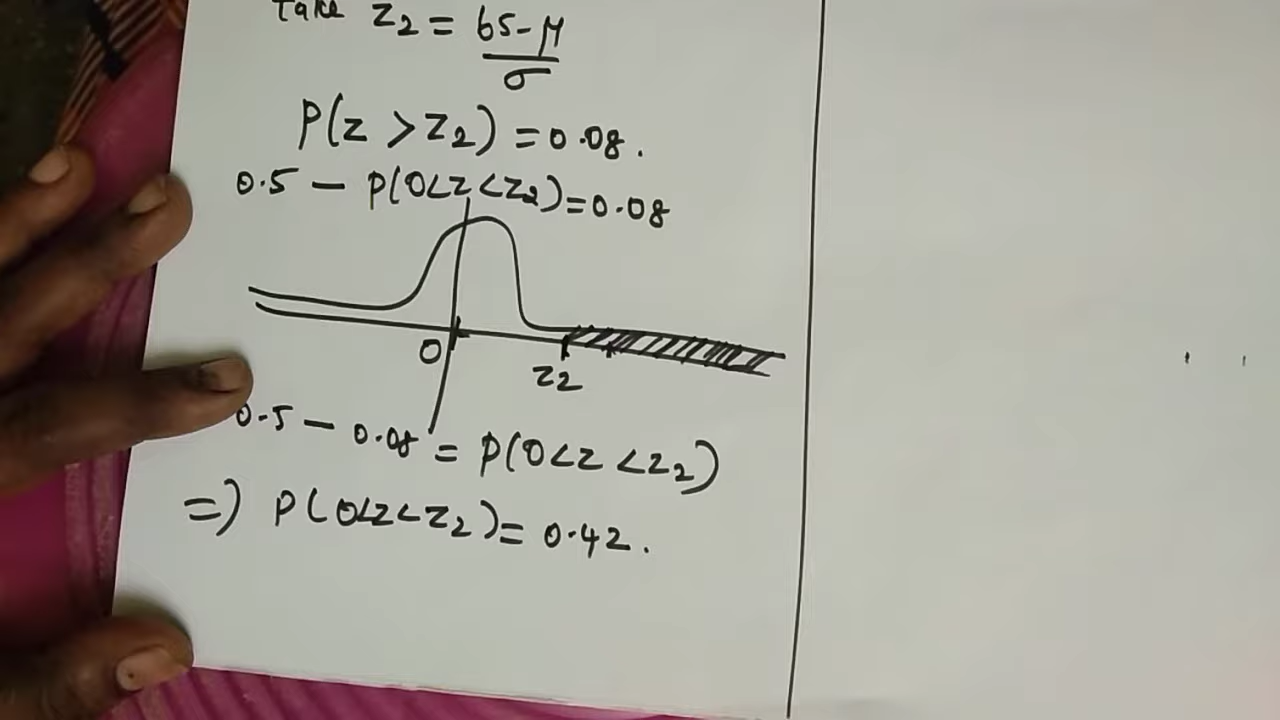 Take z₂ = 65-μ
σ
P(z > z₂) = 0.08.
0.5 - P(0<z<z₂) = 0.08
0
z₂
0.5 - 0.08 = P(0<z<z₂)
=> P(0<z<z₂) = 0.42.